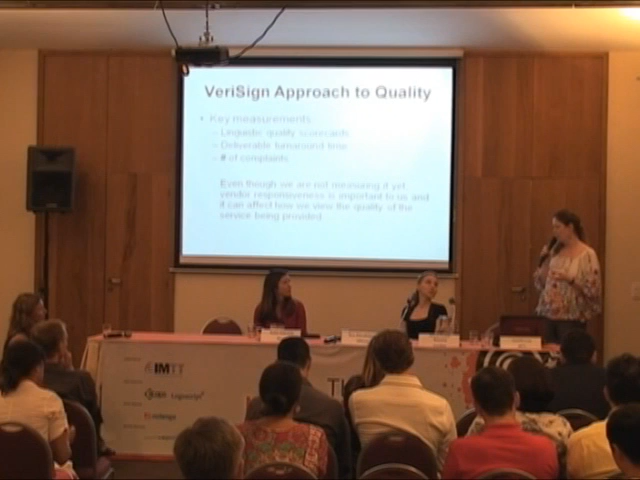 VeriSign Approach to Quality
• Key measurements
– Linguistic quality scorecards
– Deliverable turnaround time
– # of complaints
Even though we are not measuring it yet,
vendor responsiveness is important to us and
it can affect how we view the quality of the
service being provided.
IMTT